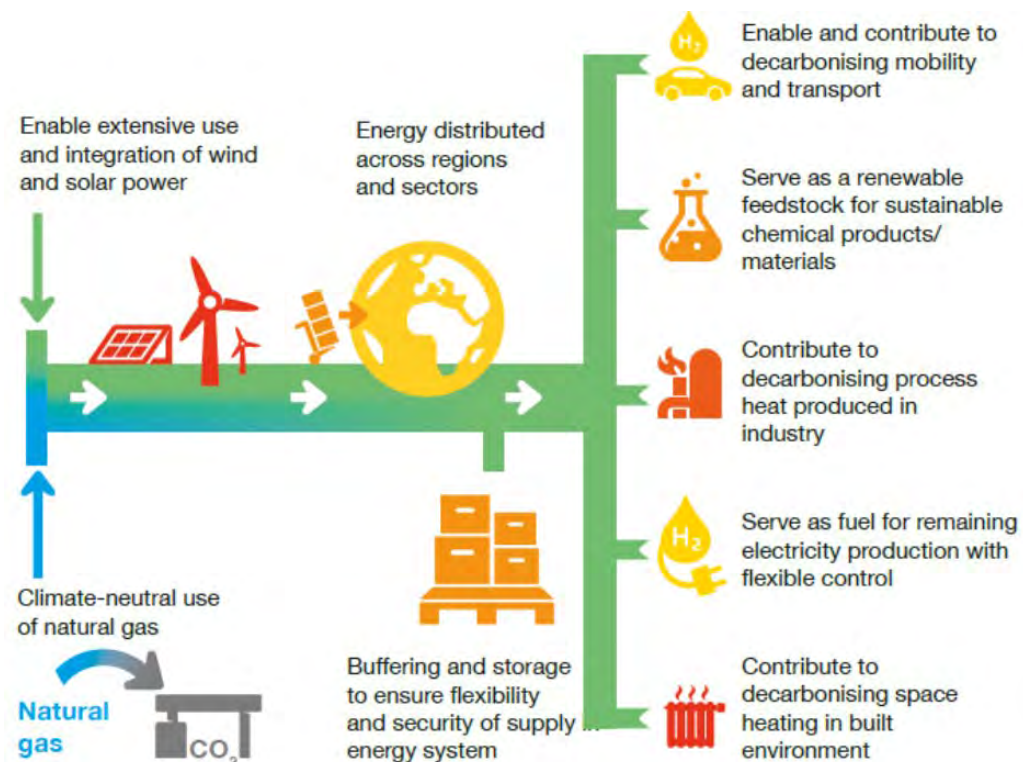 Enable extensive use
and integration of wind
and solar power
Energy distributed
across regions
and sectors
Climate-neutral use
of natural gas
Natural
gas
CO2
Buffering and storage
to ensure flexibility
and security of supply in
energy system
H2
Enable and contribute to
decarbonising mobility
and transport
Serve as a renewable
feedstock for sustainable
chemical products/
materials
Contribute to
decarbonising process
heat produced in
industry
H2
Serve as fuel for remaining
electricity production with
flexible control
Contribute to
decarbonising space
heating in built
environment